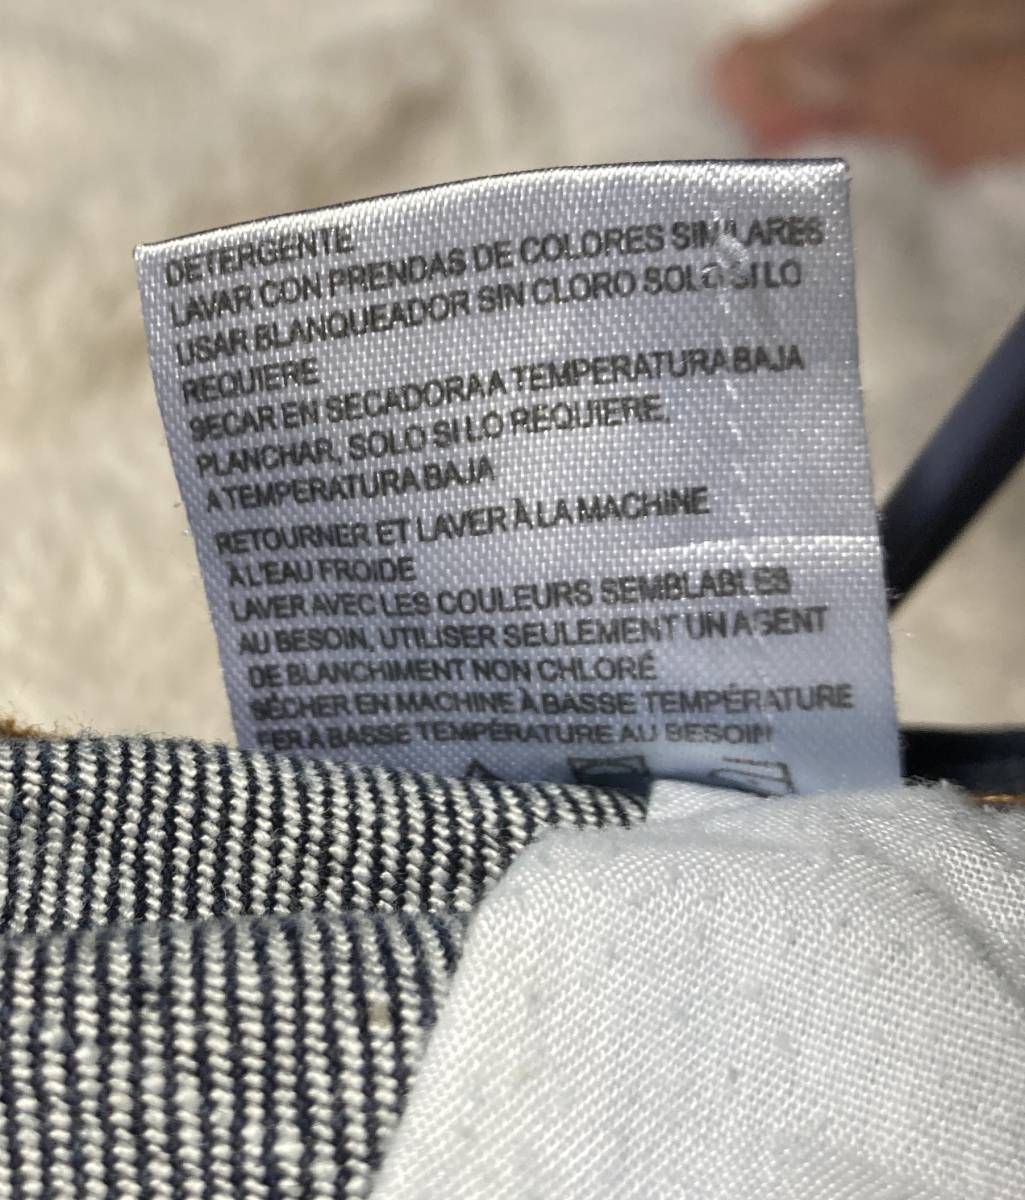 DETERGENTE
LAVAR CON PRENDAS DE COLORES SIMILARES
USAR BLANQUEADOR SIN CLORO SOLO SI LO
REQUIERE
SECAR EN SECADORA A TEMPERATURA BAJA
PLANCHAR, SOLO SI LO REQUIERE,
A TEMPERATURA BAJA
RETOURNER ET LAVER À LA MACHINE
À L'EAU FROIDE
LAVER AVEC LES COULEURS SEMBLABLES
AU BESOIN, UTILISER SEULEMENT UN AGENT
DE BLANCHIMENT NON CHLORÉ
SÉCHER EN MACHINE À BASSE TEMPÉRATURE
FER À BASSE TEMPÉRATURE AU BESOIN